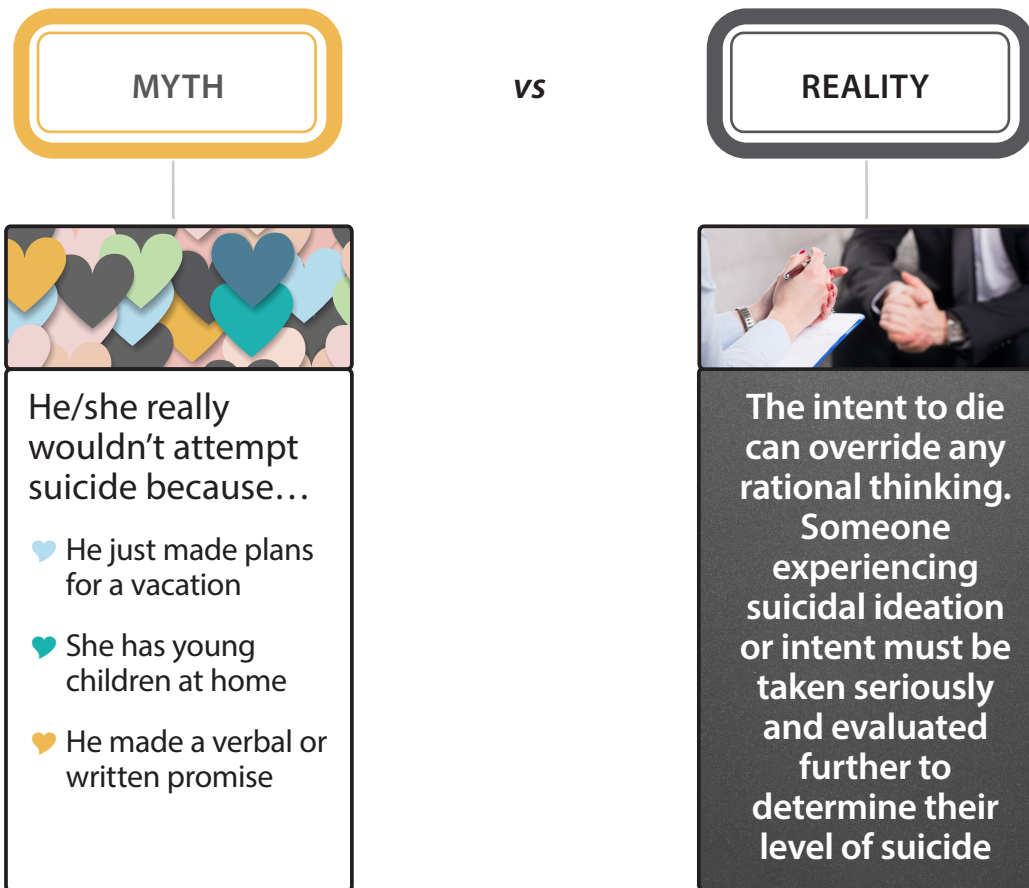 MYTH
vs
REALITY
He/she really
wouldn't attempt
suicide because…
He just made plans
for a vacation
She has young
children at home
He made a verbal or
written promise
The intent to die
can override any
rational thinking.
Someone
experiencing
suicidal ideation
or intent must be
taken seriously
and evaluated
further to
determine their
level of suicide